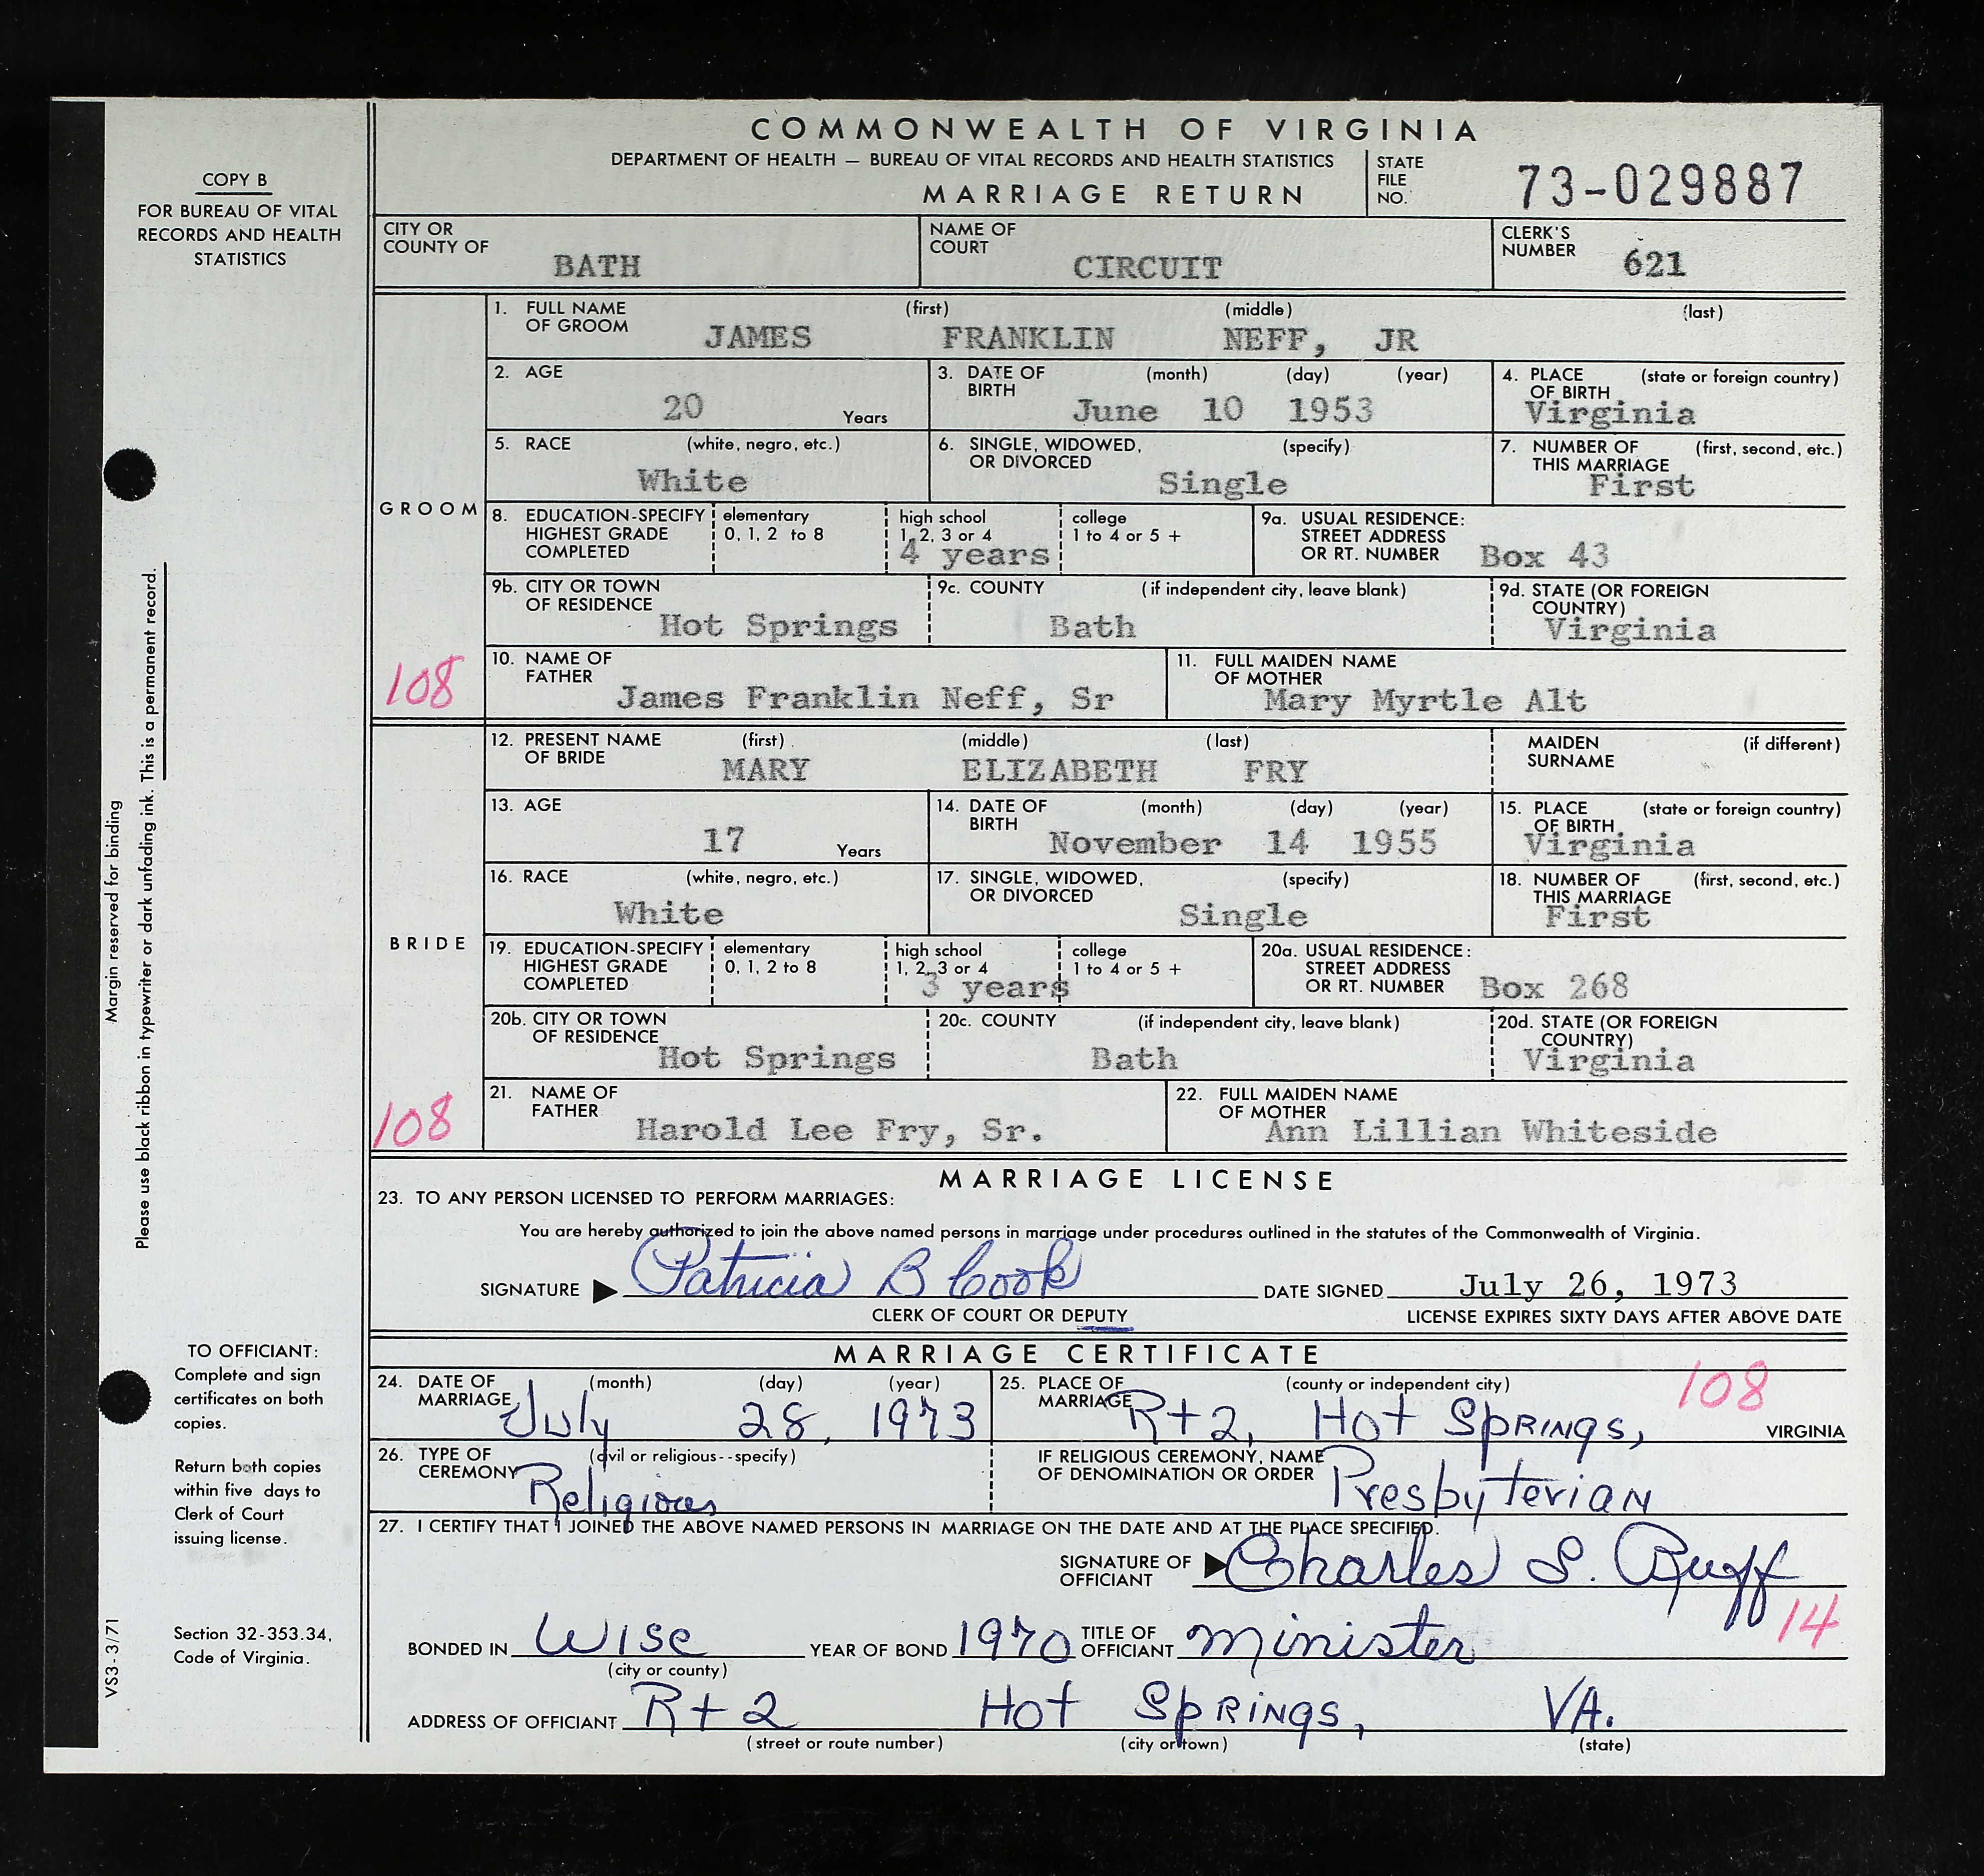 COMMONWEALTH OF VIRGINIA
DEPARTMENT OF HEALTH — BUREAU OF VITAL RECORDS AND HEALTH STATISTICS
MARRIAGE RETURN
STATE FILE NO. 73-029887
COPY B
FOR BUREAU OF VITAL
RECORDS AND HEALTH
STATISTICS
CITY OR COUNTY OF BATH
NAME OF COURT CIRCUIT
CLERK'S NUMBER 621
GROOM
1. FULL NAME OF GROOM (first) (middle) (last)
JAMES FRANKLIN NEFF, JR
2. AGE 20 Years
3. DATE OF BIRTH (month) (day) (year) June 10 1953
4. PLACE OF BIRTH (state or foreign country) Virginia
5. RACE (white, negro, etc.) White
6. SINGLE, WIDOWED, OR DIVORCED (specify) Single
7. NUMBER OF THIS MARRIAGE (first, second, etc.) First
8. EDUCATION-SPECIFY HIGHEST GRADE COMPLETED
elementary 0, 1, 2 to 8
high school 1, 2, 3 or 4 4 years
college 1 to 4 or 5 +
9a. USUAL RESIDENCE: STREET ADDRESS OR RT. NUMBER Box 43
9b. CITY OR TOWN OF RESIDENCE Hot Springs
9c. COUNTY (if independent city, leave blank) Bath
9d. STATE (OR FOREIGN COUNTRY) Virginia
108
10. NAME OF FATHER James Franklin Neff, Sr
11. FULL MAIDEN NAME OF MOTHER Mary Myrtle Alt
BRIDE
12. PRESENT NAME OF BRIDE (first) (middle) (last)
MARY ELIZABETH FRY
MAIDEN SURNAME (if different)
13. AGE 17 Years
14. DATE OF BIRTH (month) (day) (year) November 14 1955
15. PLACE OF BIRTH (state or foreign country) Virginia
16. RACE (white, negro, etc.) White
17. SINGLE, WIDOWED, OR DIVORCED (specify) Single
18. NUMBER OF THIS MARRIAGE (first, second, etc.) First
19. EDUCATION-SPECIFY HIGHEST GRADE COMPLETED
elementary 0, 1, 2 to 8
high school 1, 2, 3 or 4 3 years
college 1 to 4 or 5 +
20a. USUAL RESIDENCE: STREET ADDRESS OR RT. NUMBER Box 268
20b. CITY OR TOWN OF RESIDENCE Hot Springs
20c. COUNTY (if independent city, leave blank) Bath
20d. STATE (OR FOREIGN COUNTRY) Virginia
108
21. NAME OF FATHER Harold Lee Fry, Sr.
22. FULL MAIDEN NAME OF MOTHER Ann Lillian Whiteside
MARRIAGE LICENSE
23. TO ANY PERSON LICENSED TO PERFORM MARRIAGES:
You are hereby authorized to join the above named persons in marriage under procedures outlined in the statutes of the Commonwealth of Virginia.
SIGNATURE Patricia B Cook DATE SIGNED July 26, 1973
CLERK OF COURT OR DEPUTY LICENSE EXPIRES SIXTY DAYS AFTER ABOVE DATE
MARRIAGE CERTIFICATE
24. DATE OF MARRIAGE (month) (day) (year) July 28, 1973
25. PLACE OF MARRIAGE (county or independent city) Rt 2, Hot Springs, VIRGINIA
108
26. TYPE OF CEREMONY (civil or religious--specify) Religious
IF RELIGIOUS CEREMONY, NAME OF DENOMINATION OR ORDER Presbyterian
27. I CERTIFY THAT I JOINED THE ABOVE NAMED PERSONS IN MARRIAGE ON THE DATE AND AT THE PLACE SPECIFIED.
SIGNATURE OF OFFICIANT Charles S. Ruff
14
BONDED IN Wise YEAR OF BOND 1970 TITLE OF OFFICIANT minister
(city or county)
ADDRESS OF OFFICIANT Rt 2 Hot Springs, VA.
(street or route number) (city or town) (state)
Margin reserved for binding
Please use black ribbon in typewriter or dark unfading ink. This is a permanent record.
TO OFFICIANT:
Complete and sign
certificates on both
copies.
Return both copies
within five days to
Clerk of Court
issuing license.
Section 32-353.34,
Code of Virginia.
VS3-3/71